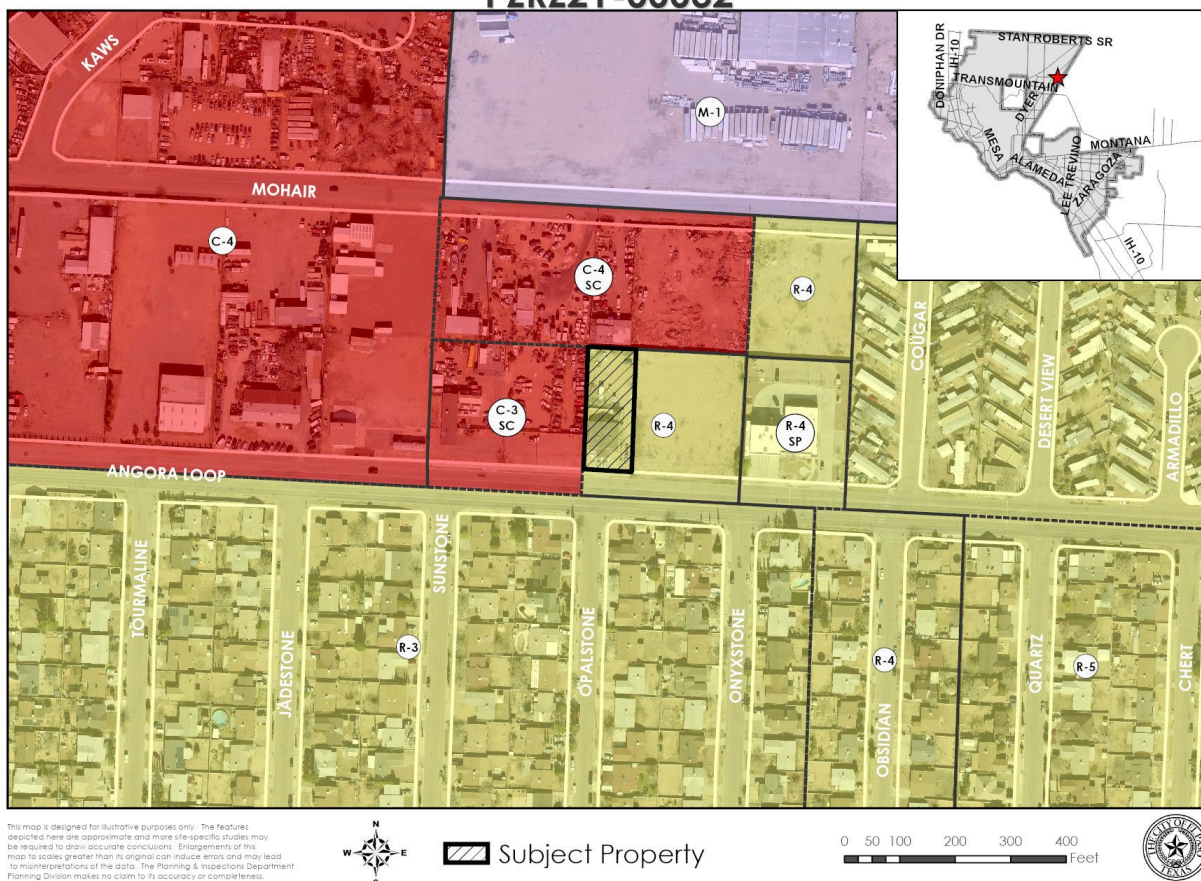 KAWS
MOHAIR
M-1
C-4
C-4
SC
R-4
C-3
SC
R-4
R-4
SP
COUGAR
DESERT VIEW
ARMADILLO
ANGORA LOOP
TOURMALINE
JADESTONE
SUNSTONE
OPALSTONE
ONYXSTONE
OBSIDIAN
QUARTZ
CHERT
R-3
R-4
R-5
STAN ROBERTS SR
DONIPHAN DR
IH-10
TRANSMOUNTAIN
DYER
MESA
MONTANA
ALAMEDA
LEE TREVINO
ZARAGOZA
IH-10
This map is designed for illustrative purposes only. The features
depicted here are approximate and more site-specific studies may
be required to draw accurate conclusions. Enlargements of this
map to scales greater than its original can induce errors and may lead
to misinterpretations of the data. The Planning & Inspections Department
Planning Division makes no claim to its accuracy or completeness.
N
W E
Subject Property
0 50 100 200 300 400
Feet
THE CITY OF EL PASO
TEXAS